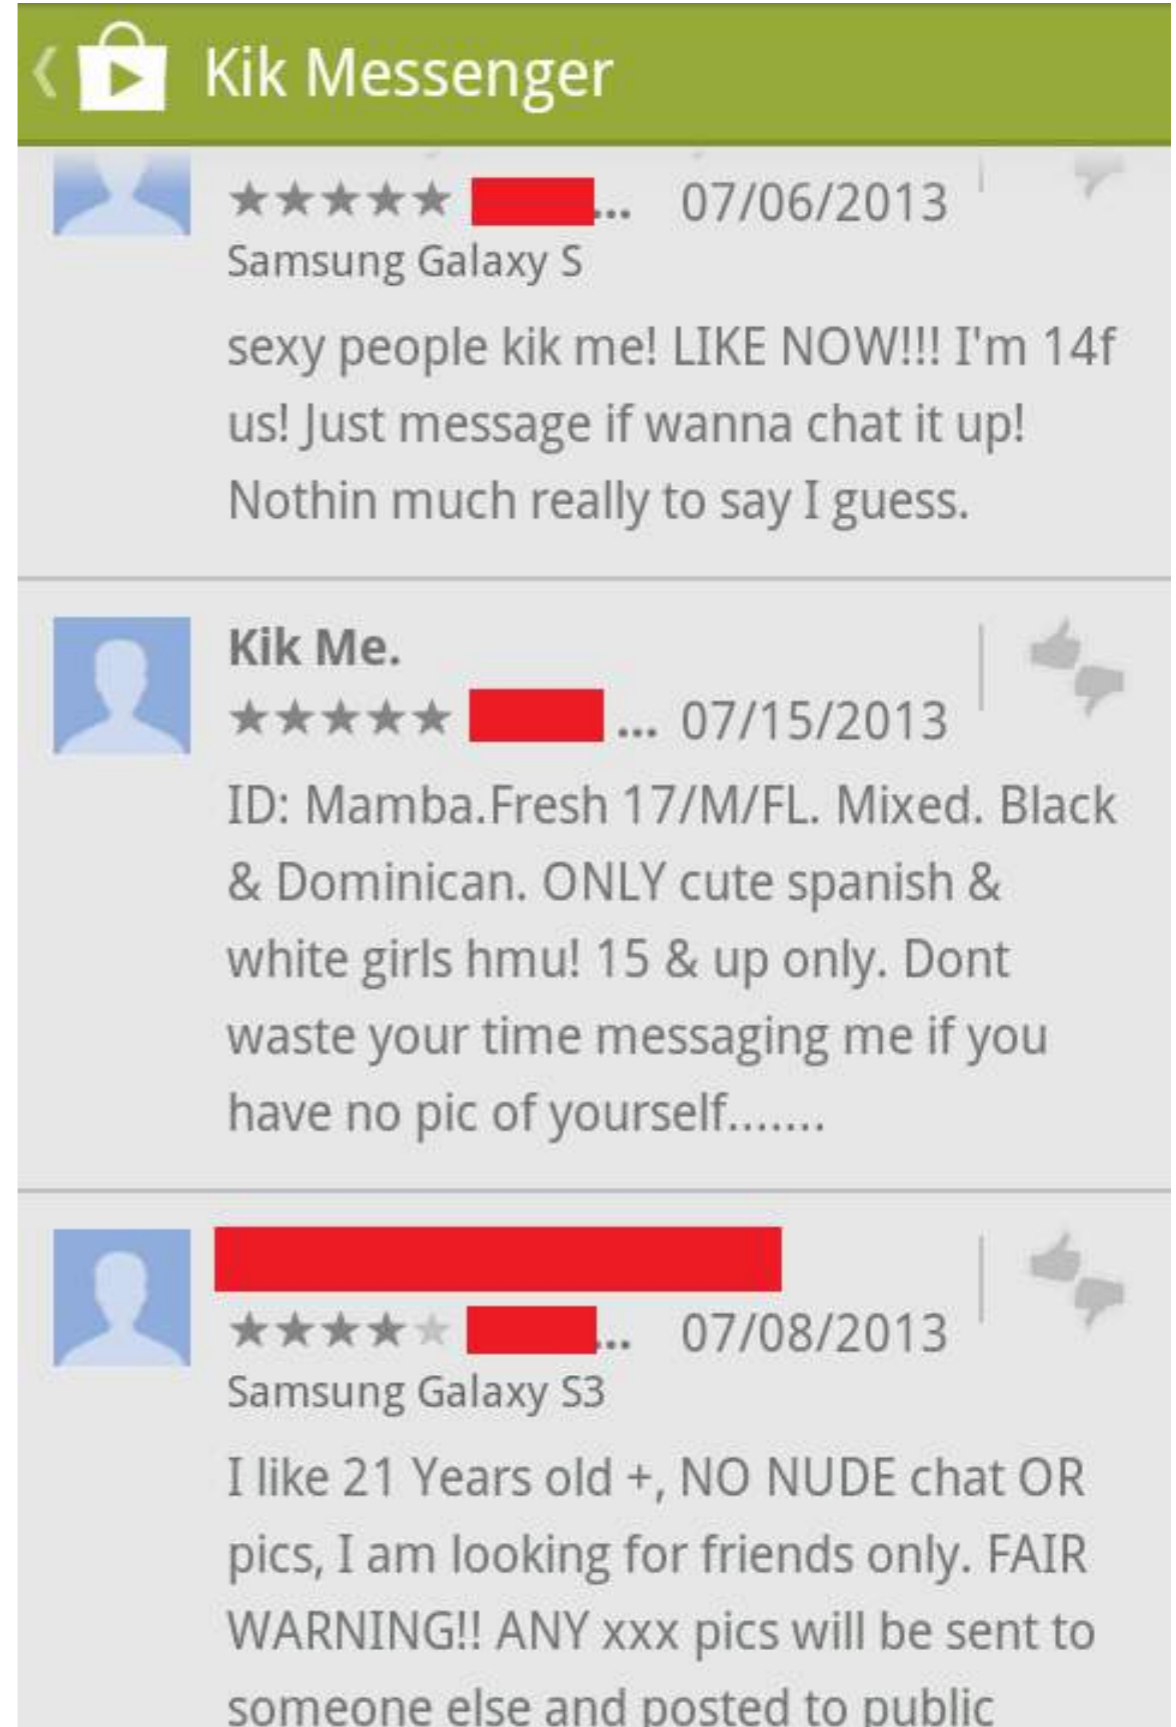 Kik Messenger
... 07/06/2013
Samsung Galaxy S
sexy people kik me! LIKE NOW!!! I'm 14f
us! Just message if wanna chat it up!
Nothin much really to say I guess.
Kik Me.
... 07/15/2013
ID: Mamba.Fresh 17/M/FL. Mixed. Black
& Dominican. ONLY cute spanish &
white girls hmu! 15 & up only. Dont
waste your time messaging me if you
have no pic of yourself.......
... 07/08/2013
Samsung Galaxy S3
I like 21 Years old +, NO NUDE chat OR
pics, I am looking for friends only. FAIR
WARNING!! ANY xxx pics will be sent to
someone else and posted to public